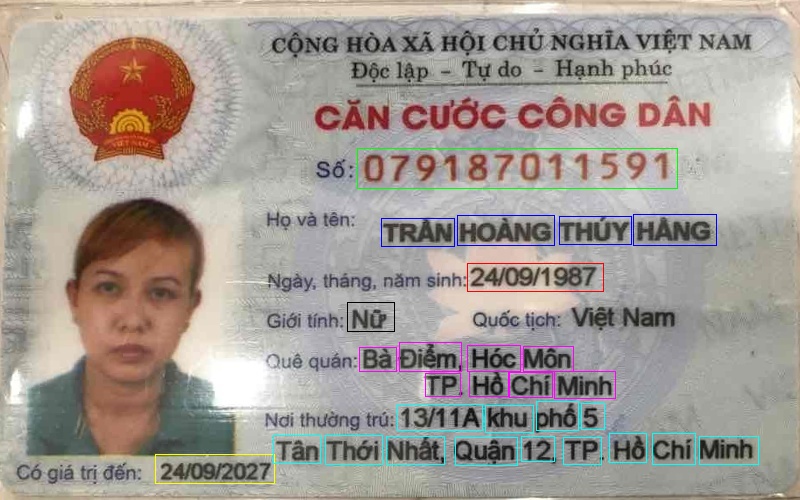 CỘNG HÒA XÃ HỘI CHỦ NGHĨA VIỆT NAM
Độc lập - Tự do - Hạnh phúc
CĂN CƯỚC CÔNG DÂN
Số: 079187011591
Họ và tên: TRẦN HOÀNG THÚY HẰNG
Ngày, tháng, năm sinh: 24/09/1987
Giới tính: Nữ Quốc tịch: Việt Nam
Quê quán: Bà Điểm, Hóc Môn
TP. Hồ Chí Minh
Nơi thường trú: 13/11A khu phố 5
Tân Thới Nhất, Quận 12, TP. Hồ Chí Minh
Có giá trị đến: 24/09/2027